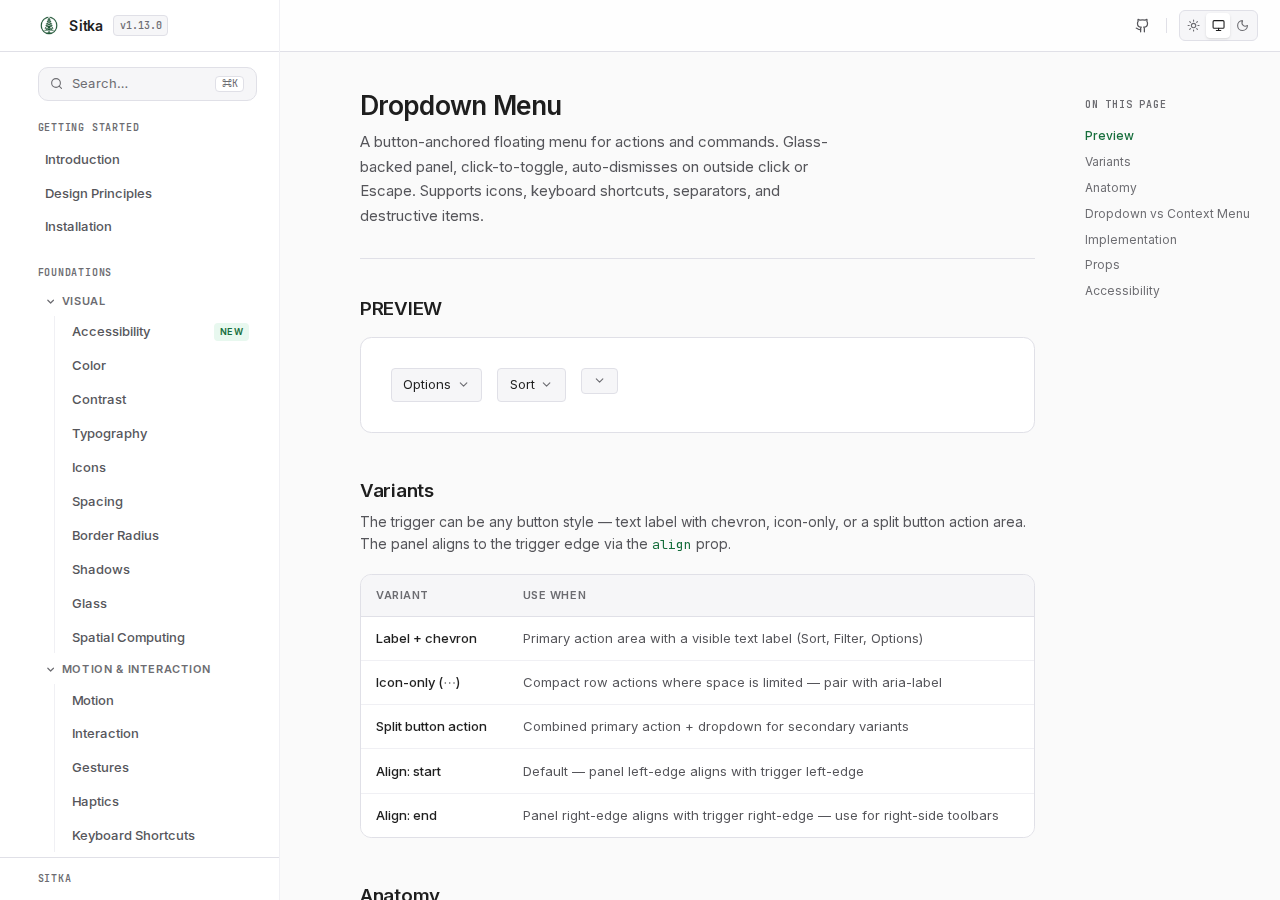 Sitka
v1.13.0
Search...
⌘K
GETTING STARTED
Introduction
Design Principles
Installation
FOUNDATIONS
VISUAL
Accessibility
NEW
Color
Contrast
Typography
Icons
Spacing
Border Radius
Shadows
Glass
Spatial Computing
MOTION & INTERACTION
Motion
Interaction
Gestures
Haptics
Keyboard Shortcuts
SITKA
Dropdown Menu
A button-anchored floating menu for actions and commands. Glass-
backed panel, click-to-toggle, auto-dismisses on outside click or
Escape. Supports icons, keyboard shortcuts, separators, and
destructive items.
PREVIEW
Options
Sort
Variants
The trigger can be any button style — text label with chevron, icon-only, or a split button action area.
The panel aligns to the trigger edge via the align prop.
VARIANT USE WHEN
Label + chevron Primary action area with a visible text label (Sort, Filter, Options)
Icon-only (···) Compact row actions where space is limited — pair with aria-label
Split button action Combined primary action + dropdown for secondary variants
Align: start Default — panel left-edge aligns with trigger left-edge
Align: end Panel right-edge aligns with trigger right-edge — use for right-side toolbars
Anatomy
ON THIS PAGE
Preview
Variants
Anatomy
Dropdown vs Context Menu
Implementation
Props
Accessibility